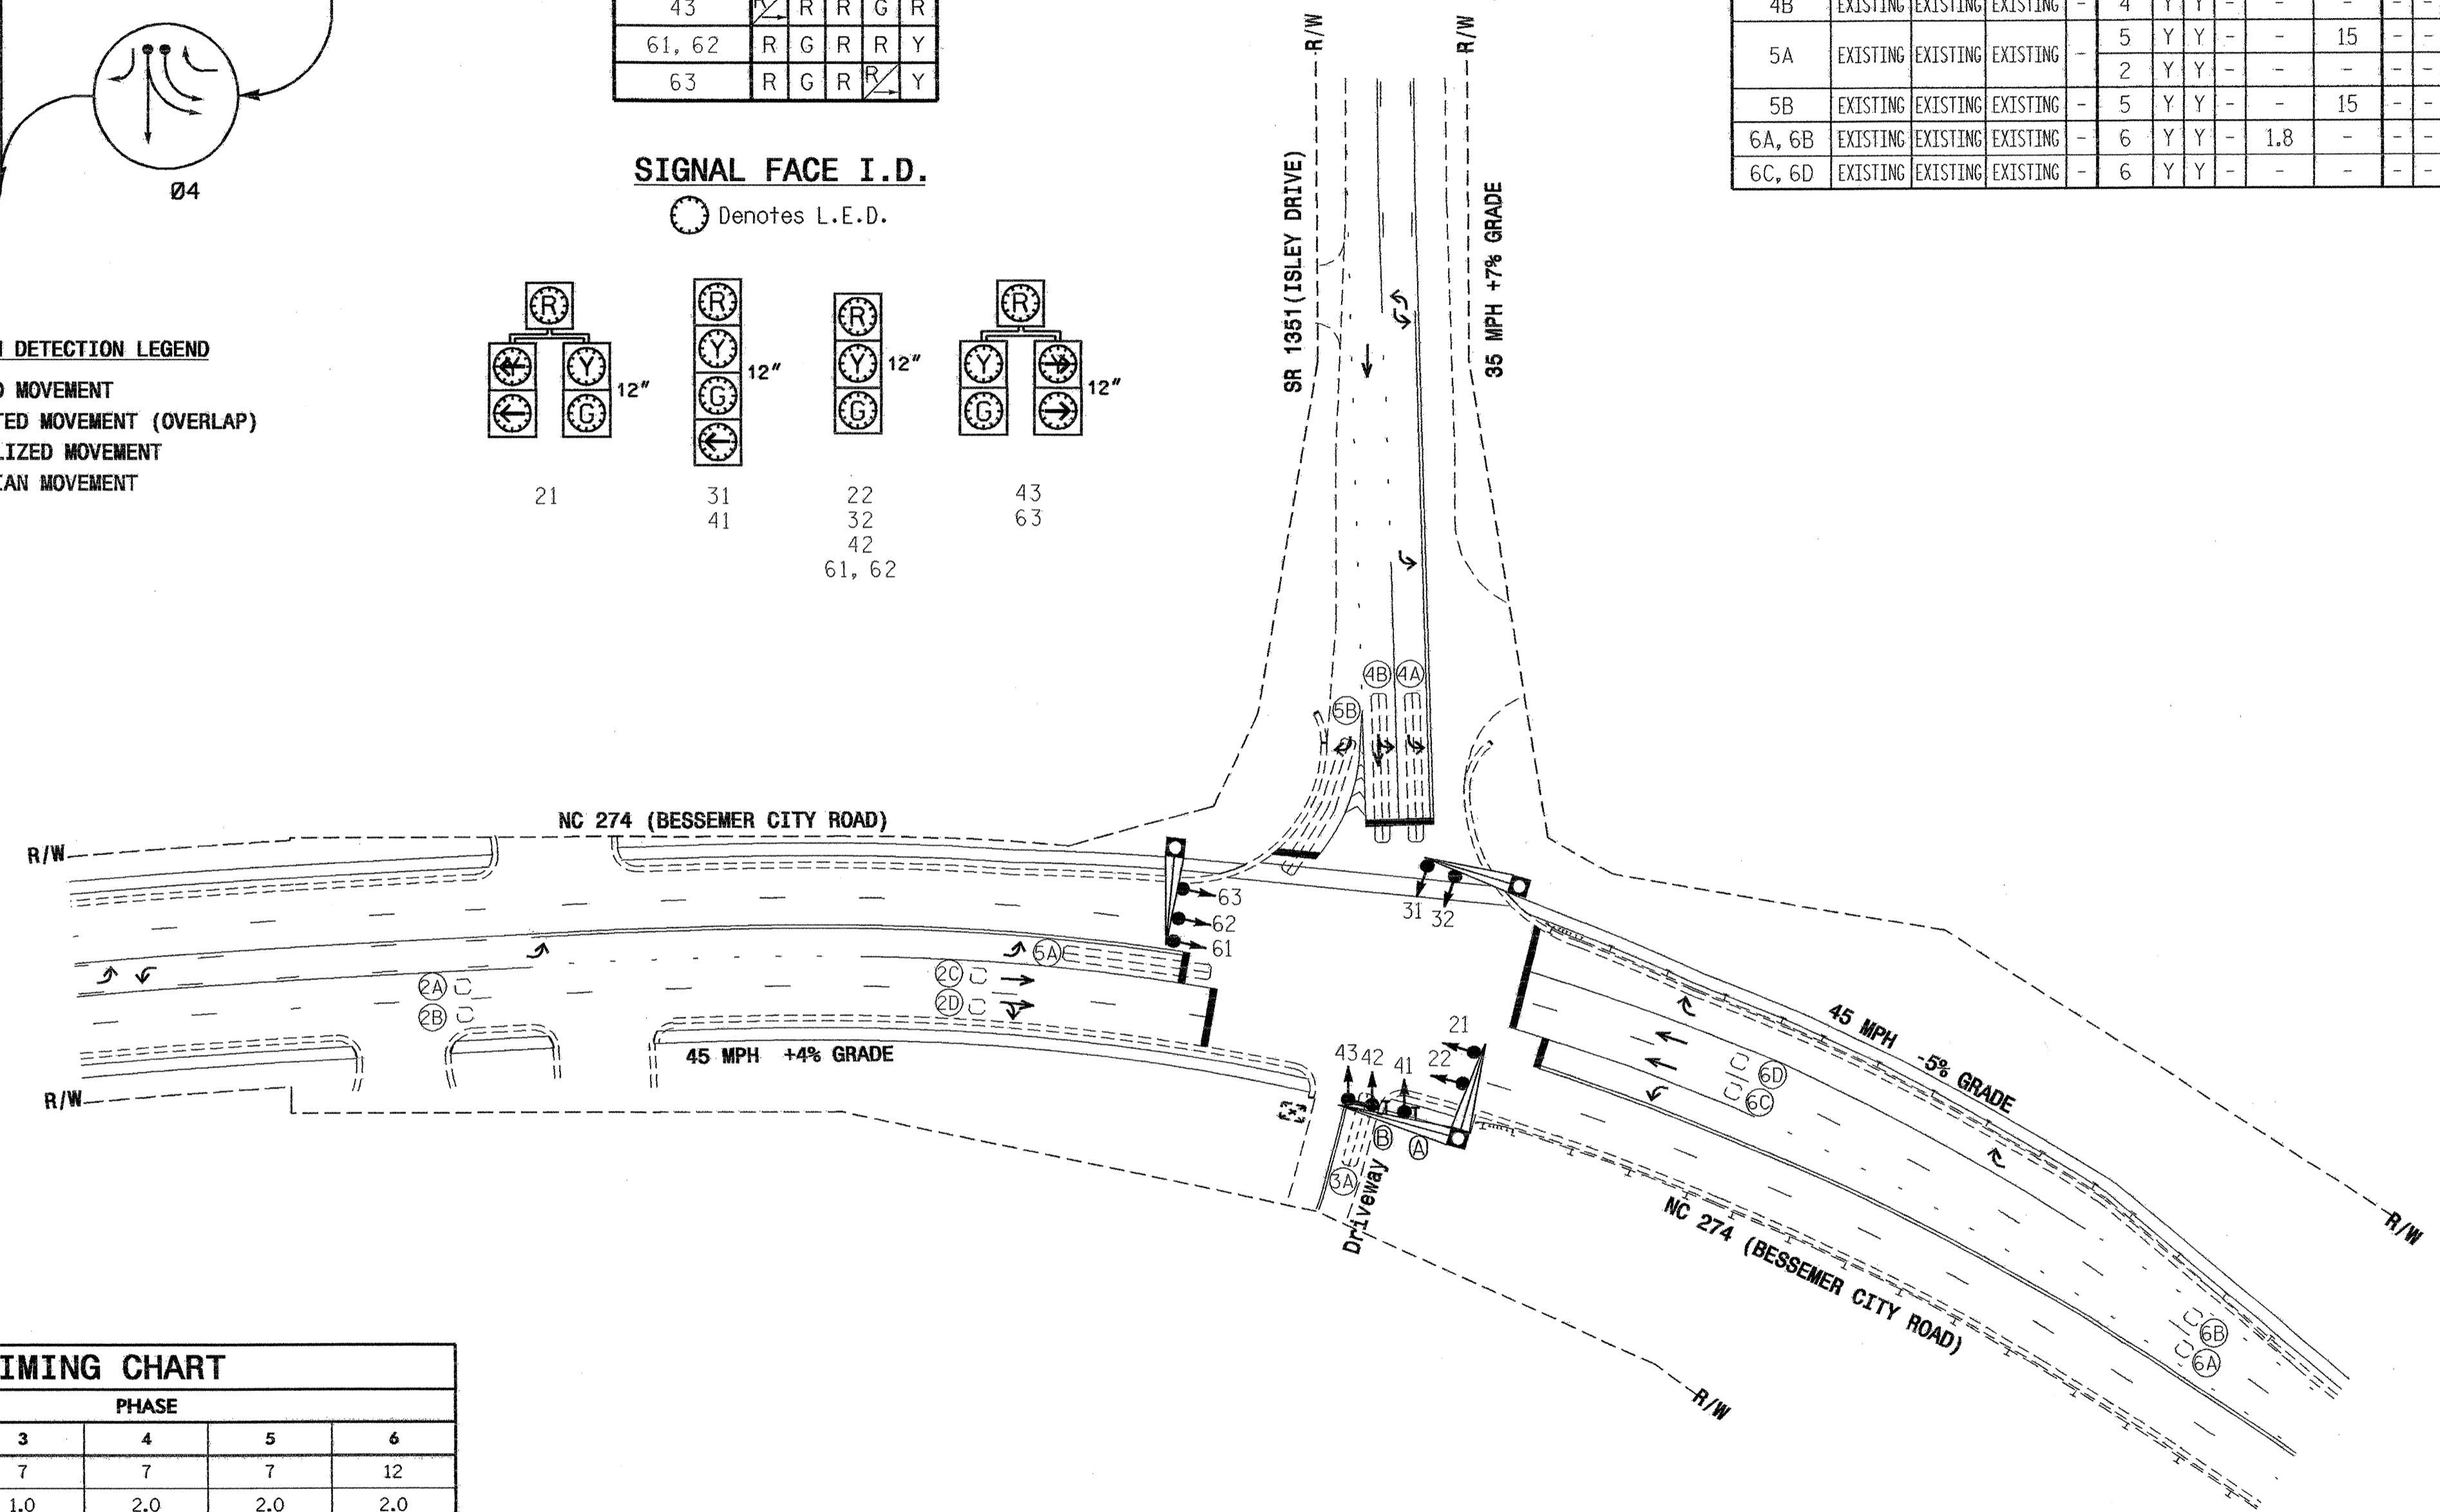 43 R R R G R
61, 62 R G R R Y
63 R G R R Y
Ø4
SIGNAL FACE I.D.
Denotes L.E.D.
R
Y Y
G
12"
21
R
Y
G
12"
31
41
R
Y
G
12"
22
32
42
61, 62
R
Y Y
G
12"
43
63
DETECTION LEGEND
MOVEMENT
TED MOVEMENT (OVERLAP)
LIZED MOVEMENT
IAN MOVEMENT
4B EXISTING EXISTING EXISTING - 4 Y Y - - - - -
5A EXISTING EXISTING EXISTING - 5 Y Y - - 15 - -
2 Y Y - - - - -
5B EXISTING EXISTING EXISTING - 5 Y Y - - 15 - -
6A, 6B EXISTING EXISTING EXISTING - 6 Y Y - 1.8 - - -
6C, 6D EXISTING EXISTING EXISTING - 6 Y Y - - - - -
R/W
R/W
SR 1351 (ISLEY DRIVE)
35 MPH +7% GRADE
4B 4A
5B
NC 274 (BESSEMER CITY ROAD)
R/W
63
62
61
31 32
5A
2C
2D
2A
2B
45 MPH +4% GRADE
R/W
21
22
43 42 41
B A
3A
Driveway
45 MPH -5% GRADE
6D
6C
NC 274 (BESSEMER CITY ROAD)
6B
6A
R/W
R/W
IMING CHART
PHASE
3 4 5 6
7 7 7 12
1.0 2.0 2.0 2.0